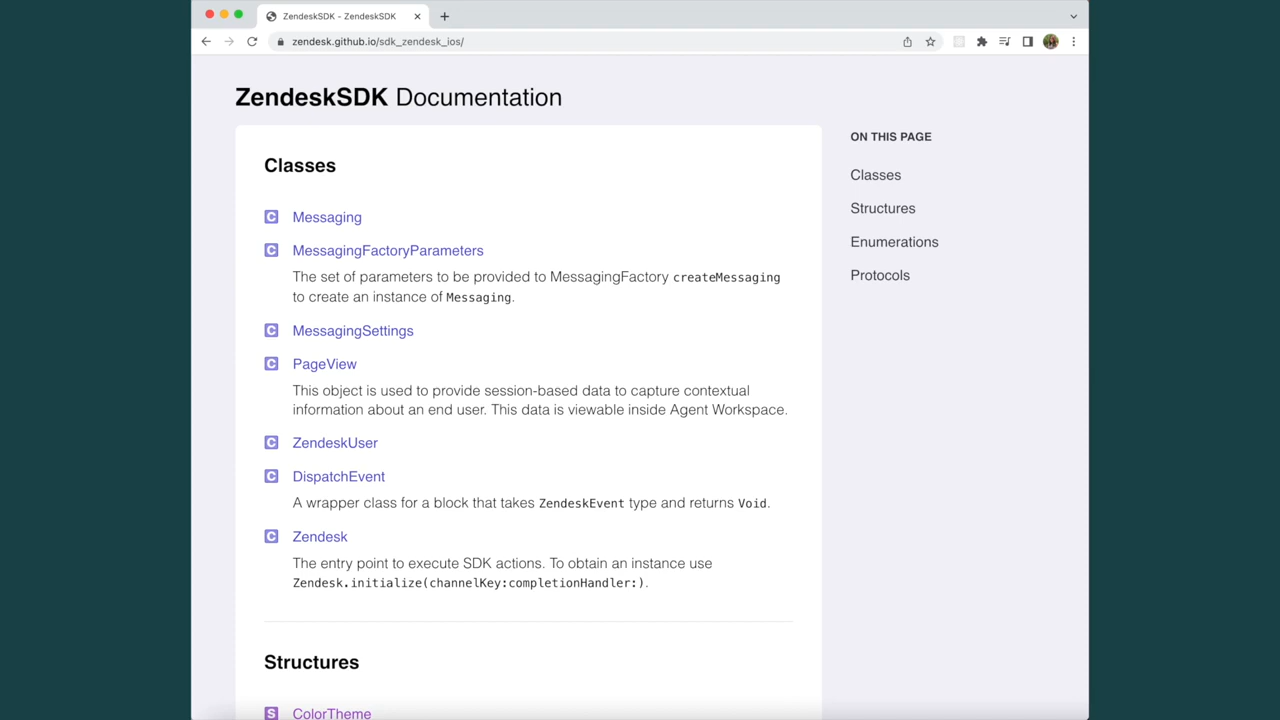 ZendeskSDK - ZendeskSDK
zendesk.github.io/sdk_zendesk_ios/
ZendeskSDK Documentation
Classes
C Messaging
C MessagingFactoryParameters
The set of parameters to be provided to MessagingFactory createMessaging
to create an instance of Messaging.
C MessagingSettings
C PageView
This object is used to provide session-based data to capture contextual
information about an end user. This data is viewable inside Agent Workspace.
C ZendeskUser
C DispatchEvent
A wrapper class for a block that takes ZendeskEvent type and returns Void.
C Zendesk
The entry point to execute SDK actions. To obtain an instance use
Zendesk.initialize(channelKey:completionHandler:).
Structures
S ColorTheme
ON THIS PAGE
Classes
Structures
Enumerations
Protocols